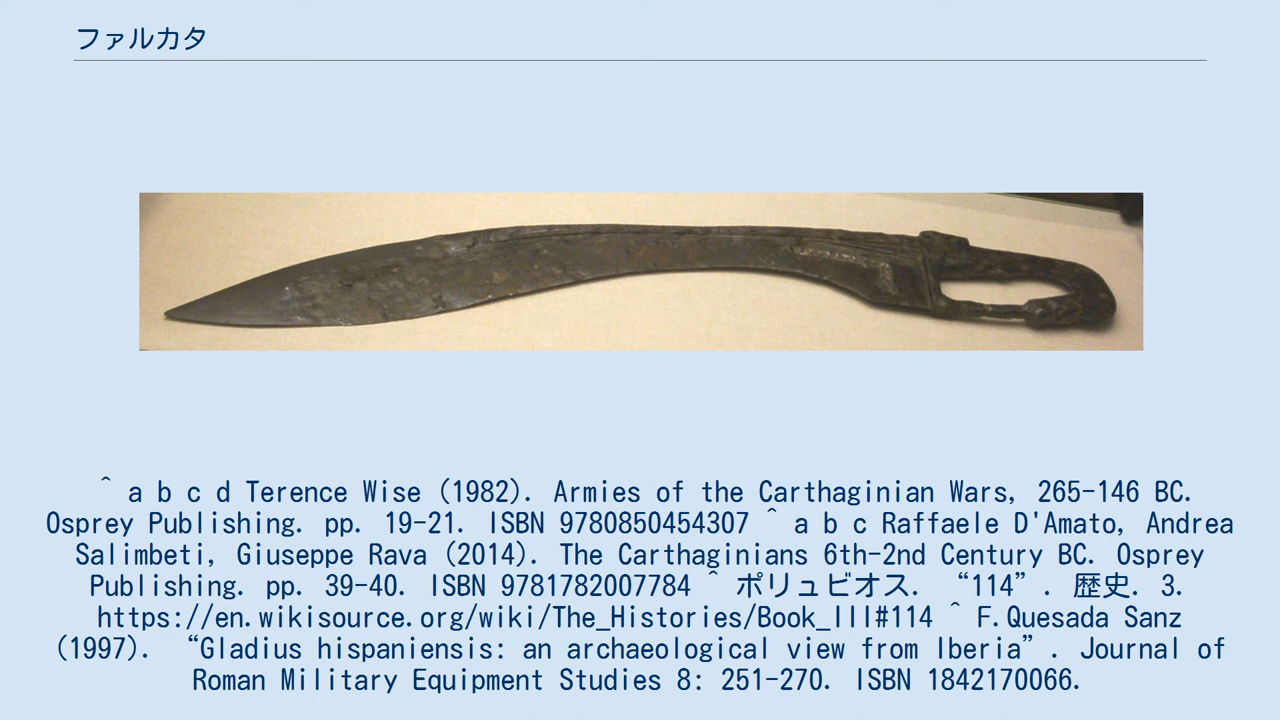 ファルカタ
^ a b c d Terence Wise (1982). Armies of the Carthaginian Wars, 265-146 BC.
Osprey Publishing. pp. 19-21. ISBN 9780850454307 ^ a b c Raffaele D'Amato, Andrea
Salimbeti, Giuseppe Rava (2014). The Carthaginians 6th-2nd Century BC. Osprey
Publishing. pp. 39-40. ISBN 9781782007784 ^ ポリュビオス. “114”. 歴史. 3.
https://en.wikisource.org/wiki/The_Histories/Book_III#114 ^ F.Quesada Sanz
(1997). “Gladius hispaniensis: an archaeological view from Iberia”. Journal of
Roman Military Equipment Studies 8: 251-270. ISBN 1842170066.